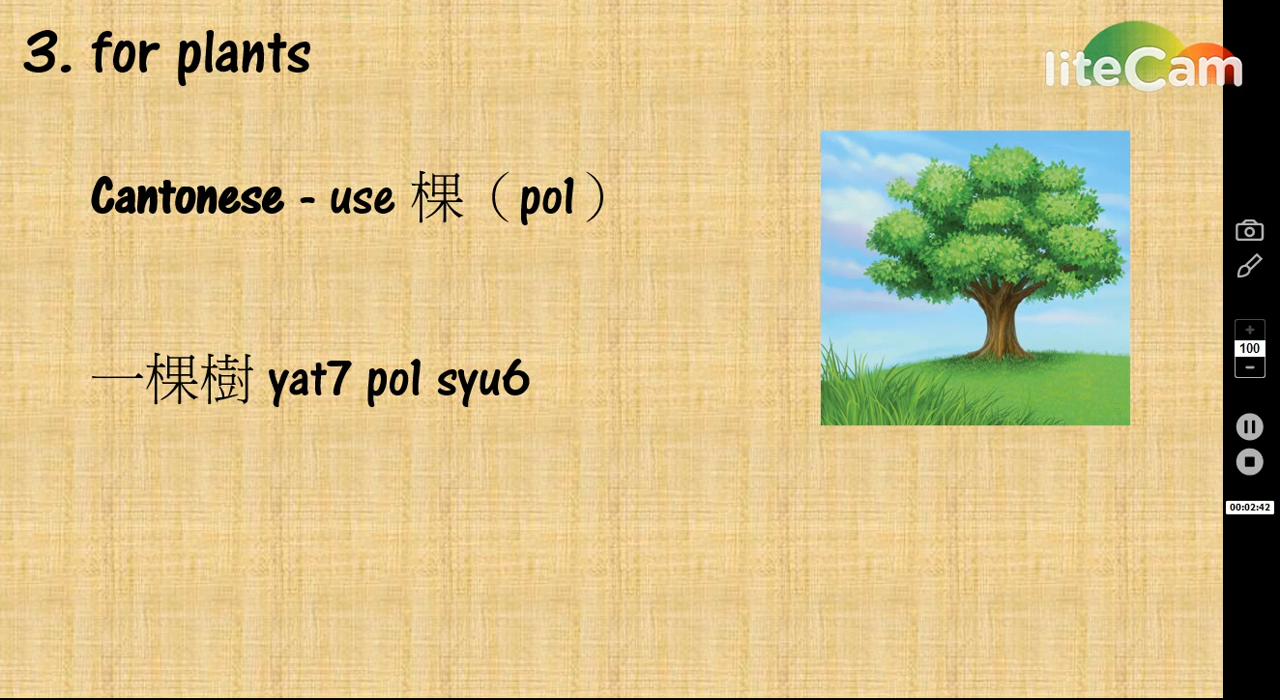 3. for plants
liteCam
Cantonese - use 棵（po1）
一棵樹 yat7 po1 syu6
+
100
-
00:02:42